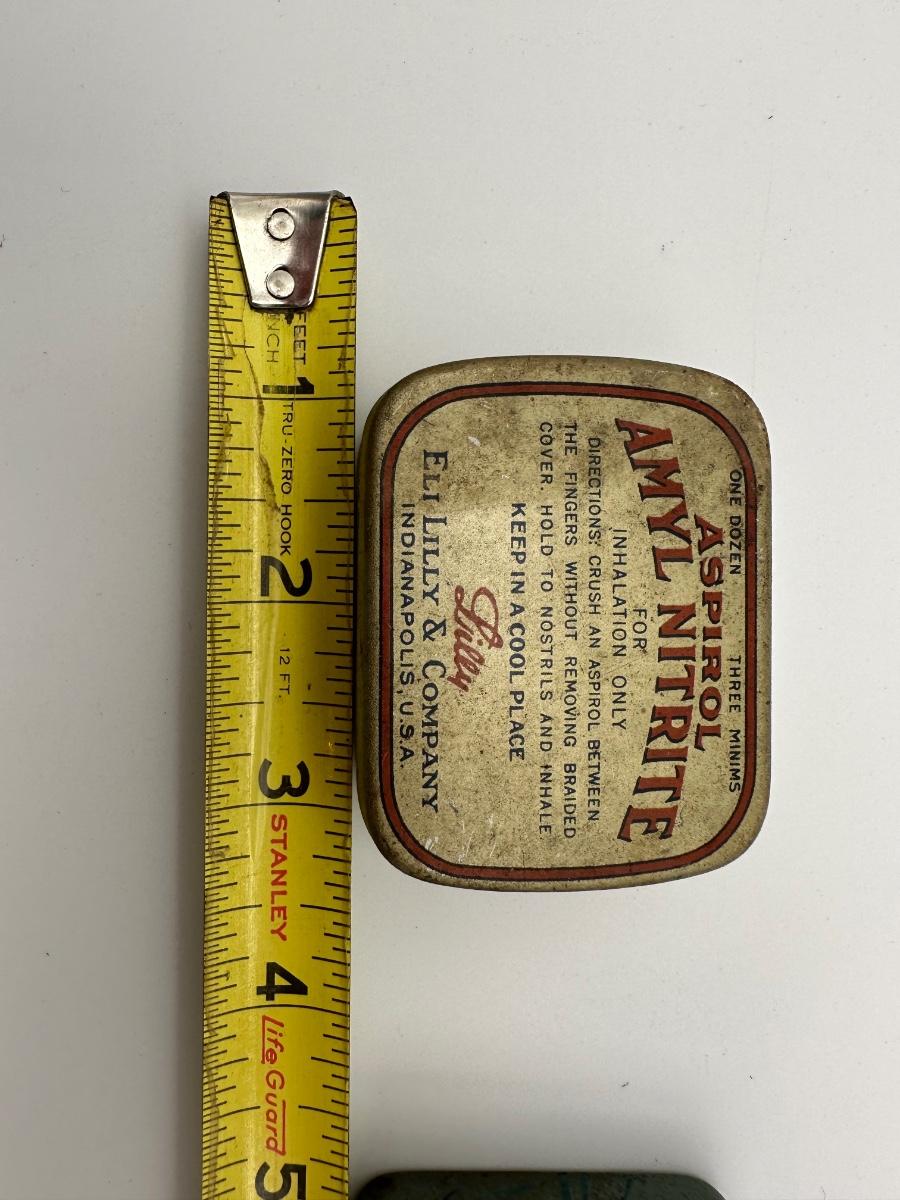 ONE DOZEN THREE MINIMS
ASPIROL
AMYL NITRITE
FOR
INHALATION ONLY
DIRECTIONS: CRUSH AN ASPIROL BETWEEN
THE FINGERS WITHOUT REMOVING BRAIDED
COVER. HOLD TO NOSTRILS AND INHALE
KEEP IN A COOL PLACE
Lilly
ELI LILLY & COMPANY
INDIANAPOLIS, U.S.A
FEET
INCH
1
TRU-ZERO HOOK
2
12 FT.
3
STANLEY
4
Life Guard
5